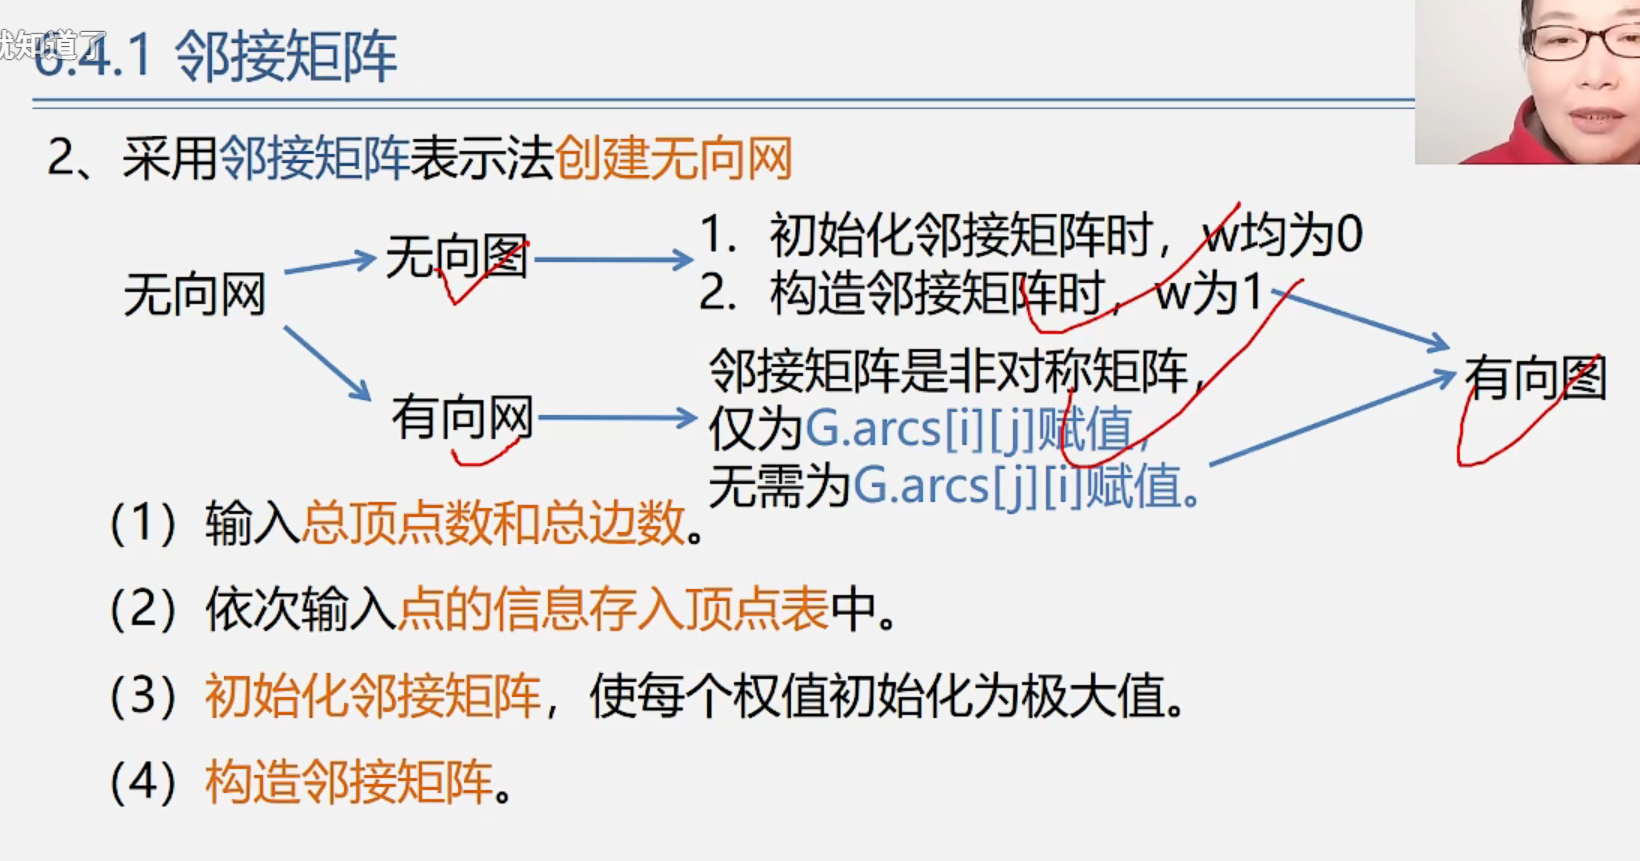 就知道了
6.4.1 邻接矩阵
2、采用邻接矩阵表示法创建无向网
无向网
无向图
1. 初始化邻接矩阵时，w均为0
2. 构造邻接矩阵时，w为1
有向网
邻接矩阵是非对称矩阵，
仅为G.arcs[i][j]赋值，
无需为G.arcs[j][i]赋值。
有向图
（1）输入总顶点数和总边数。
（2）依次输入点的信息存入顶点表中。
（3）初始化邻接矩阵，使每个权值初始化为极大值。
（4）构造邻接矩阵。